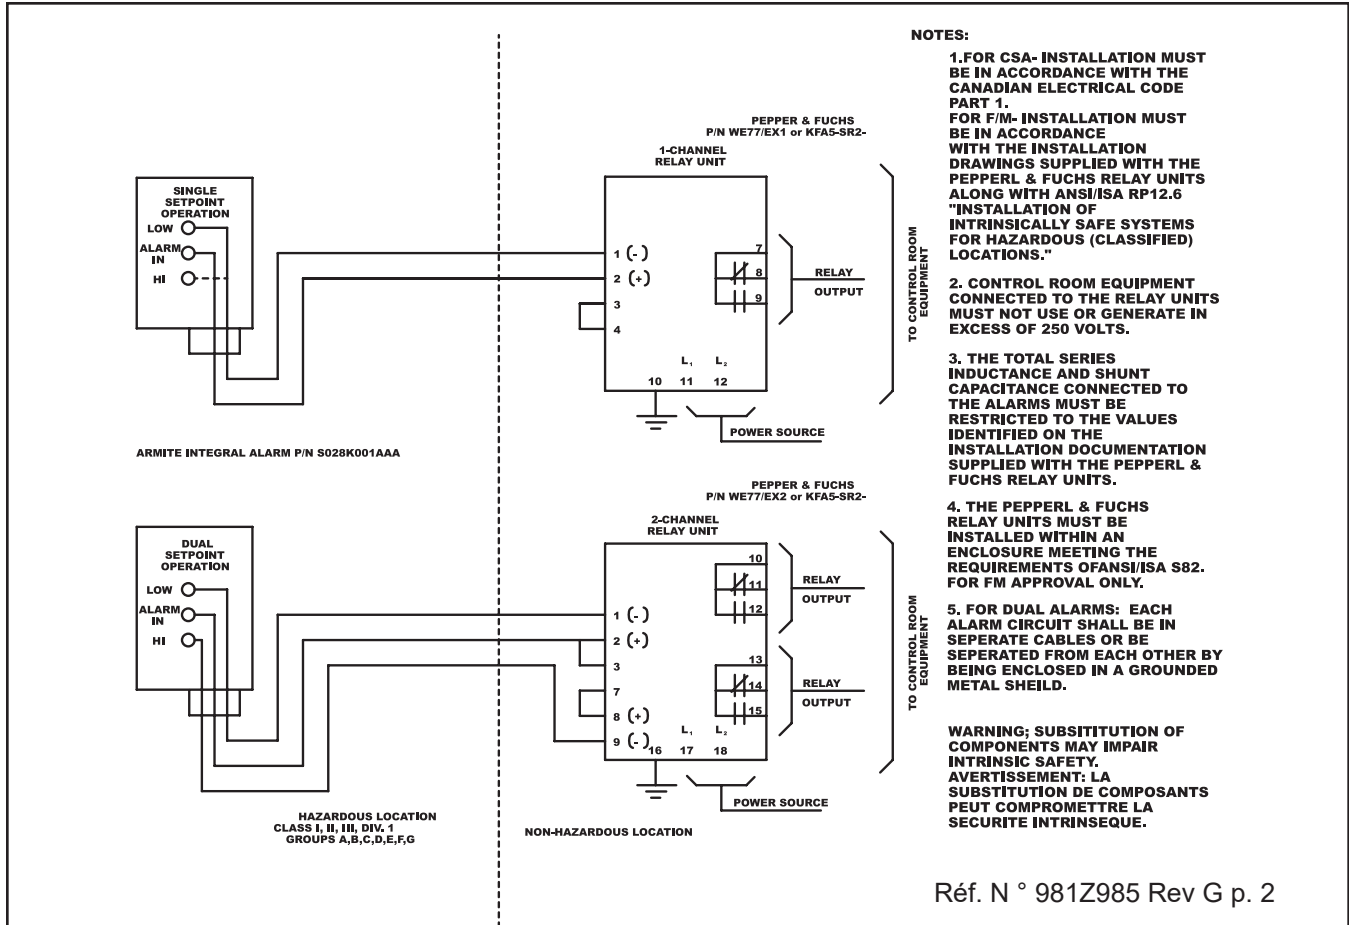 SINGLE
SETPOINT
OPERATION
LOW
ALARM
IN
HI
ARMITE INTEGRAL ALARM P/N S028K001AAA
PEPPER & FUCHS
P/N WE77/EX1 or KFA5-SR2-
1-CHANNEL
RELAY UNIT
1 (-)
2 (+)
3
4
7
8
9
L₁ L₂
10 11 12
RELAY
OUTPUT
POWER SOURCE
TO CONTROL ROOM
EQUIPMENT
DUAL
SETPOINT
OPERATION
LOW
ALARM
IN
HI
PEPPER & FUCHS
P/N WE77/EX2 or KFA5-SR2-
2-CHANNEL
RELAY UNIT
1 (-)
2 (+)
3
7
8 (+)
9 (-)
10
11
12
13
14
15
L₁ L₂
16 17 18
RELAY
OUTPUT
RELAY
OUTPUT
POWER SOURCE
TO CONTROL ROOM
EQUIPMENT
HAZARDOUS LOCATION
CLASS I, II, III, DIV. 1
GROUPS A,B,C,D,E,F,G
NON-HAZARDOUS LOCATION
NOTES:
1.FOR CSA- INSTALLATION MUST
BE IN ACCORDANCE WITH THE
CANADIAN ELECTRICAL CODE
PART 1.
FOR F/M- INSTALLATION MUST
BE IN ACCORDANCE
WITH THE INSTALLATION
DRAWINGS SUPPLIED WITH THE
PEPPERL & FUCHS RELAY UNITS
ALONG WITH ANSI/ISA RP12.6
"INSTALLATION OF
INTRINSICALLY SAFE SYSTEMS
FOR HAZARDOUS (CLASSIFIED)
LOCATIONS."
2. CONTROL ROOM EQUIPMENT
CONNECTED TO THE RELAY UNITS
MUST NOT USE OR GENERATE IN
EXCESS OF 250 VOLTS.
3. THE TOTAL SERIES
INDUCTANCE AND SHUNT
CAPACITANCE CONNECTED TO
THE ALARMS MUST BE
RESTRICTED TO THE VALUES
IDENTIFIED ON THE
INSTALLATION DOCUMENTATION
SUPPLIED WITH THE PEPPERL &
FUCHS RELAY UNITS.
4. THE PEPPERL & FUCHS
RELAY UNITS MUST BE
INSTALLED WITHIN AN
ENCLOSURE MEETING THE
REQUIREMENTS OFANSI/ISA S82.
FOR FM APPROVAL ONLY.
5. FOR DUAL ALARMS: EACH
ALARM CIRCUIT SHALL BE IN
SEPERATE CABLES OR BE
SEPERATED FROM EACH OTHER BY
BEING ENCLOSED IN A GROUNDED
METAL SHEILD.
WARNING; SUBSITITUTION OF
COMPONENTS MAY IMPAIR
INTRINSIC SAFETY.
AVERTISSEMENT: LA
SUBSTITUTION DE COMPOSANTS
PEUT COMPROMETTRE LA
SECURITE INTRINSEQUE.
Réf. N ° 981Z985 Rev G p. 2